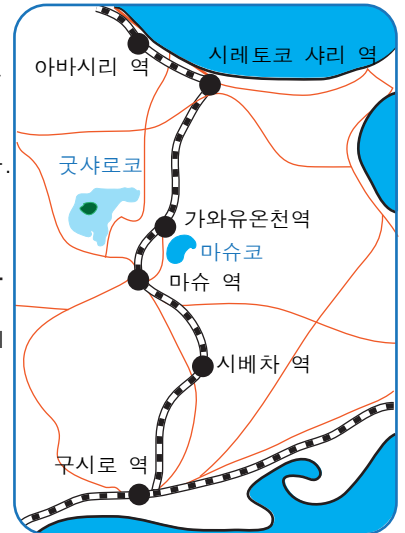 시레토코 샤리 역
아바시리 역
굿샤로코
가와유온천역
마슈코
마슈 역
시베차 역
구시로 역